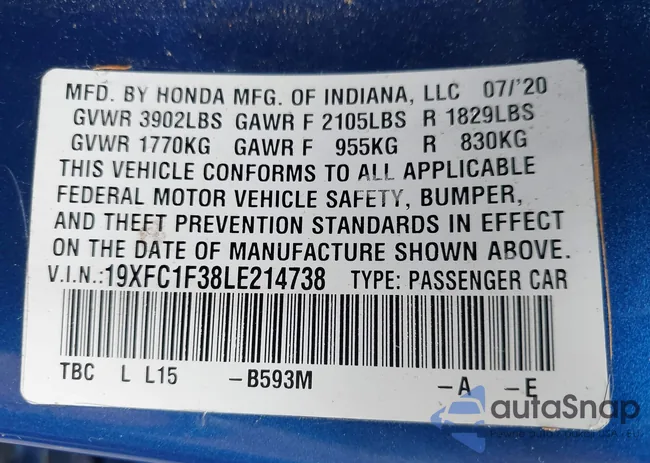 MFD. BY HONDA MFG. OF INDIANA, LLC 07/'20
GVWR 3902LBS GAWR F 2105LBS R 1829LBS
GVWR 1770KG GAWR F 955KG R 830KG
THIS VEHICLE CONFORMS TO ALL APPLICABLE
FEDERAL MOTOR VEHICLE SAFETY, BUMPER,
AND THEFT PREVENTION STANDARDS IN EFFECT
ON THE DATE OF MANUFACTURE SHOWN ABOVE.
V.I.N.:19XFC1F38LE214738 TYPE: PASSENGER CAR
TBC L L15 -B593M -A -E
autaSnap